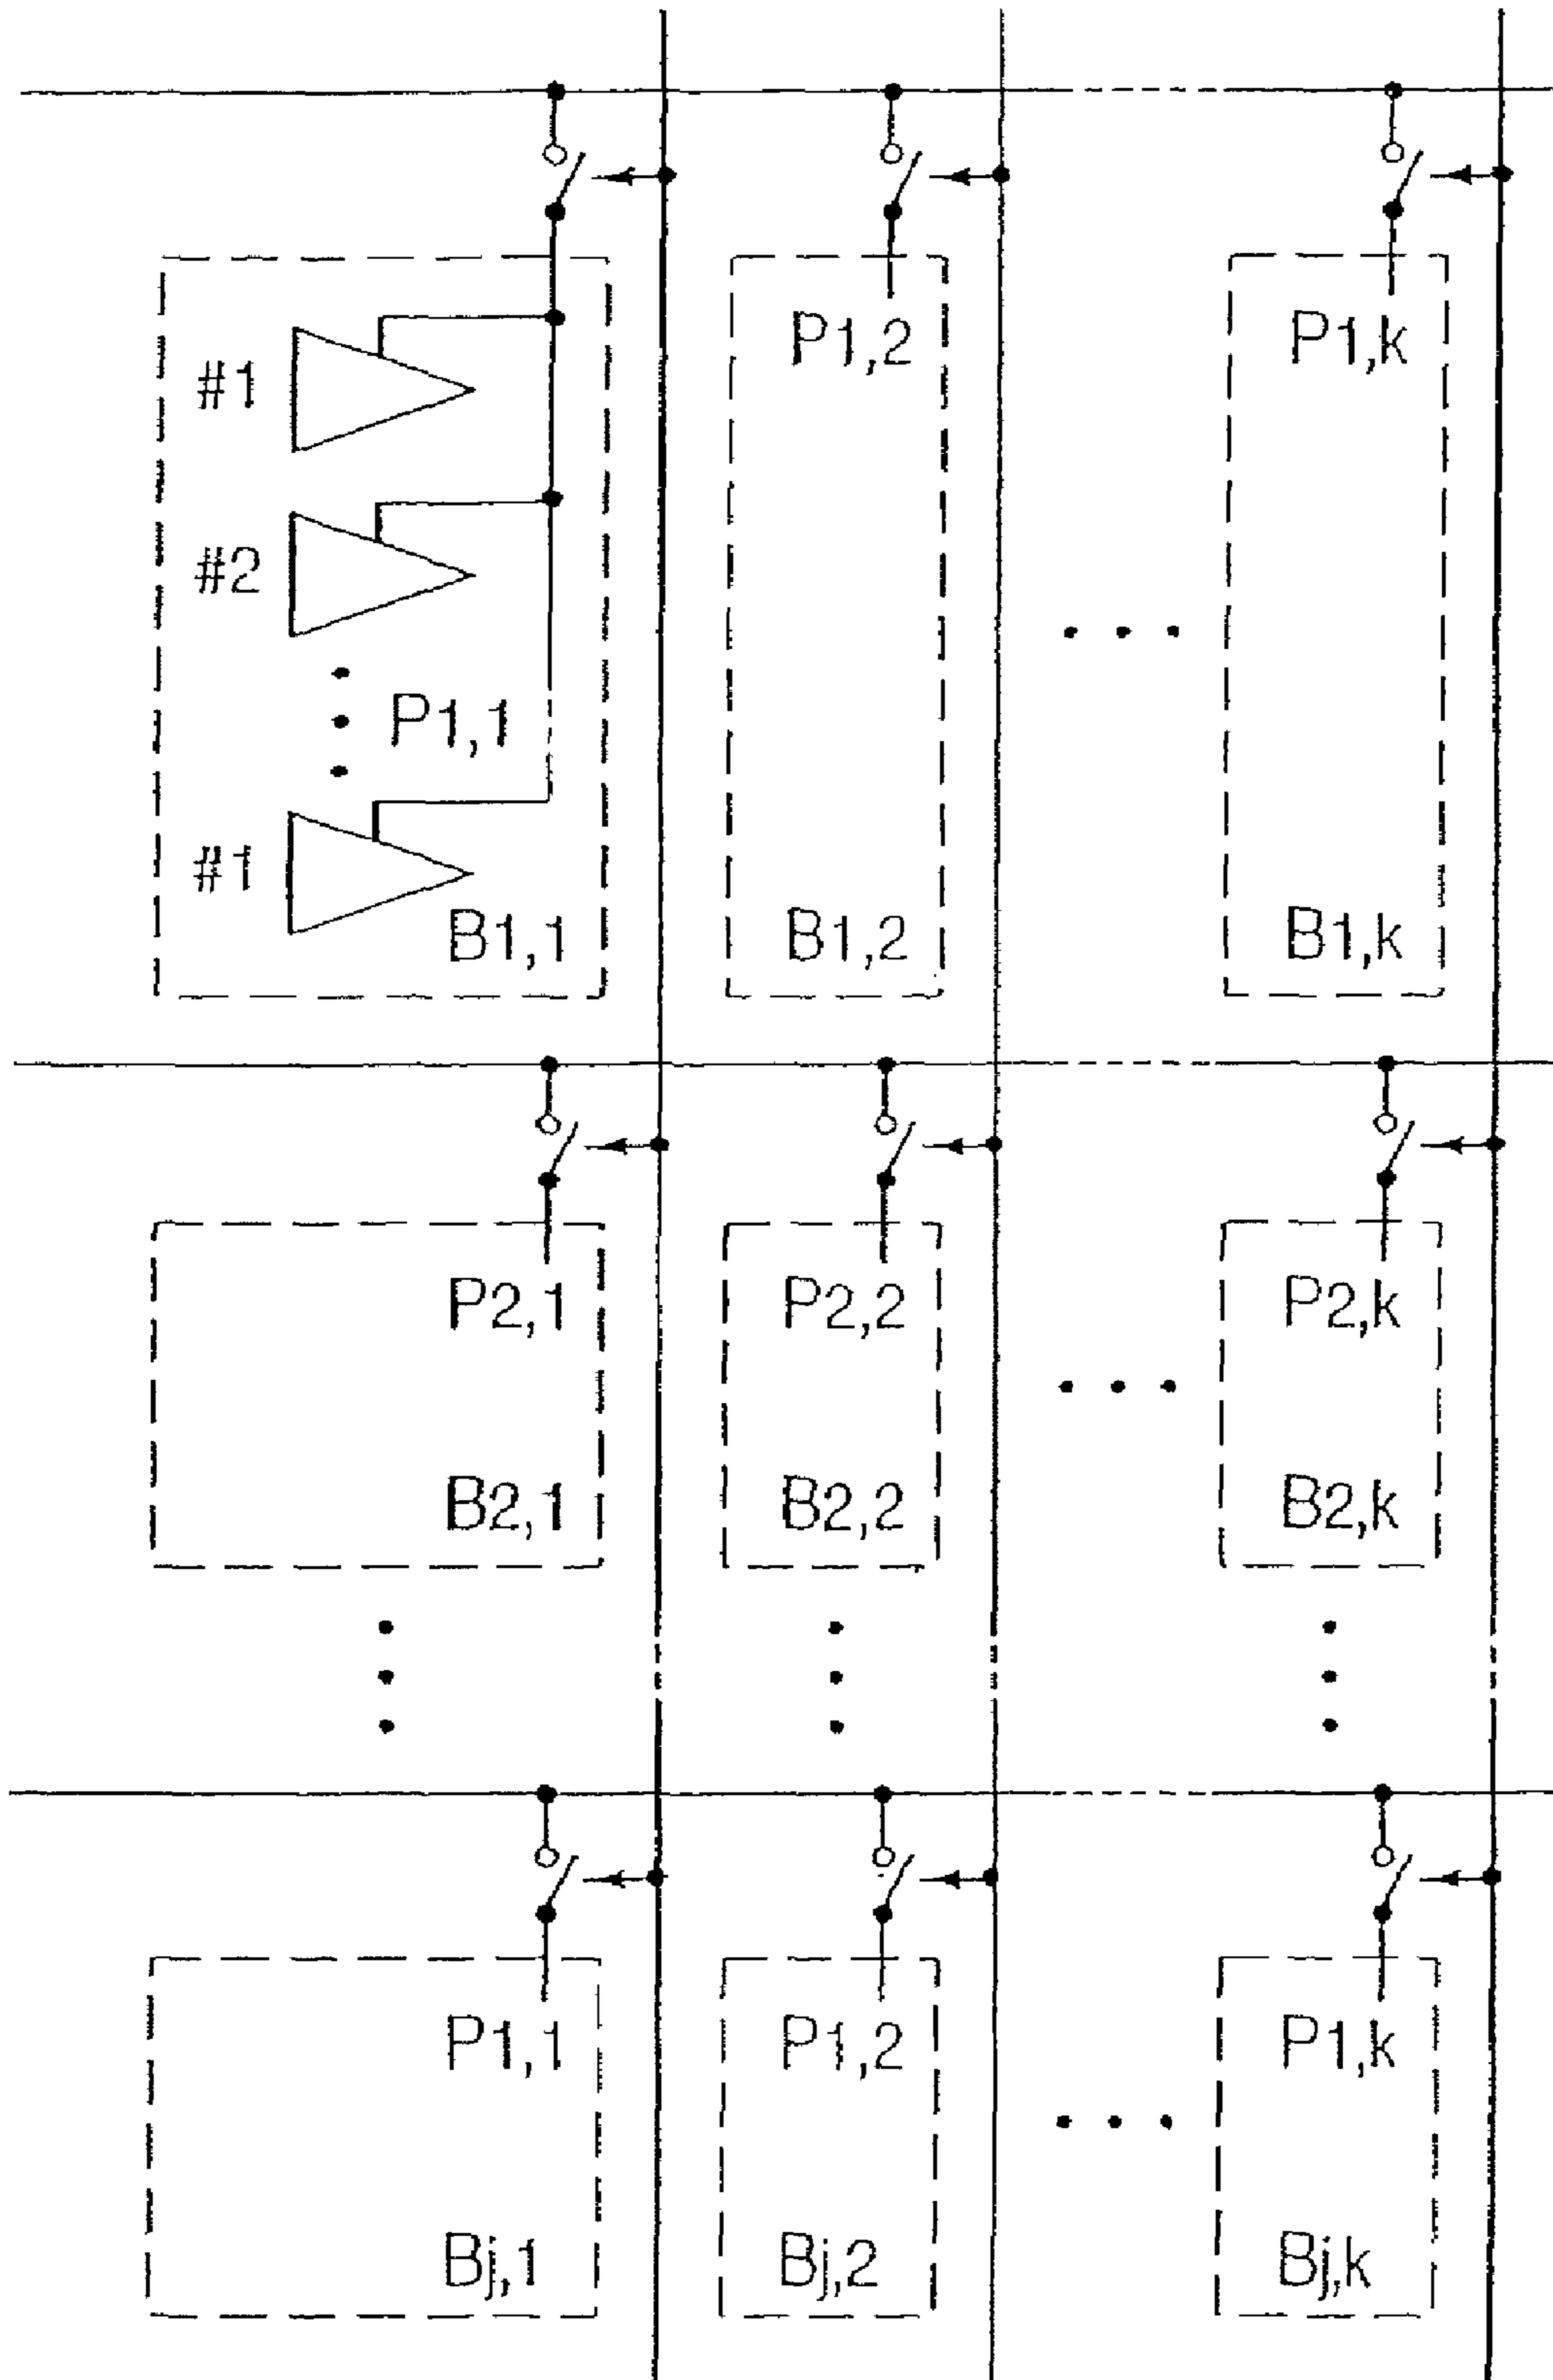 #1
P1,2
P1,k
#2
P1,1
#1
B1,1
B1,2
B1,k
P2,1
P2,2
P2,k
B2,1
B2,2
B2,k
P1,1
P1,2
P1,k
Bj,1
Bj,2
Bj,k